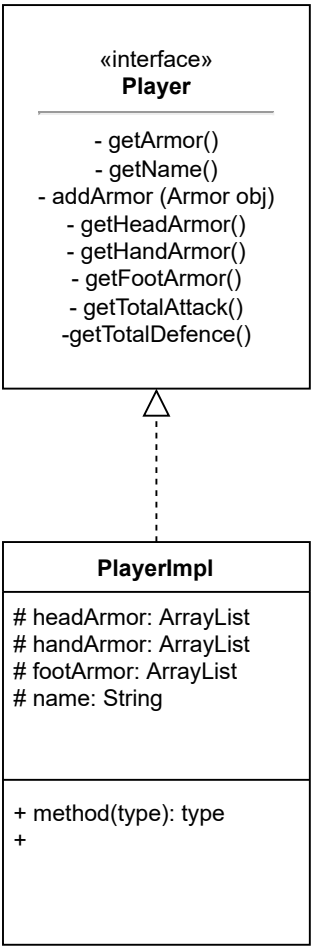 «interface»
Player
- getArmor()
- getName()
- addArmor (Armor obj)
- getHeadArmor()
- getHandArmor()
- getFootArmor()
- getTotalAttack()
-getTotalDefence()
PlayerImpl
# headArmor: ArrayList
# handArmor: ArrayList
# footArmor: ArrayList
# name: String
+ method(type): type
+